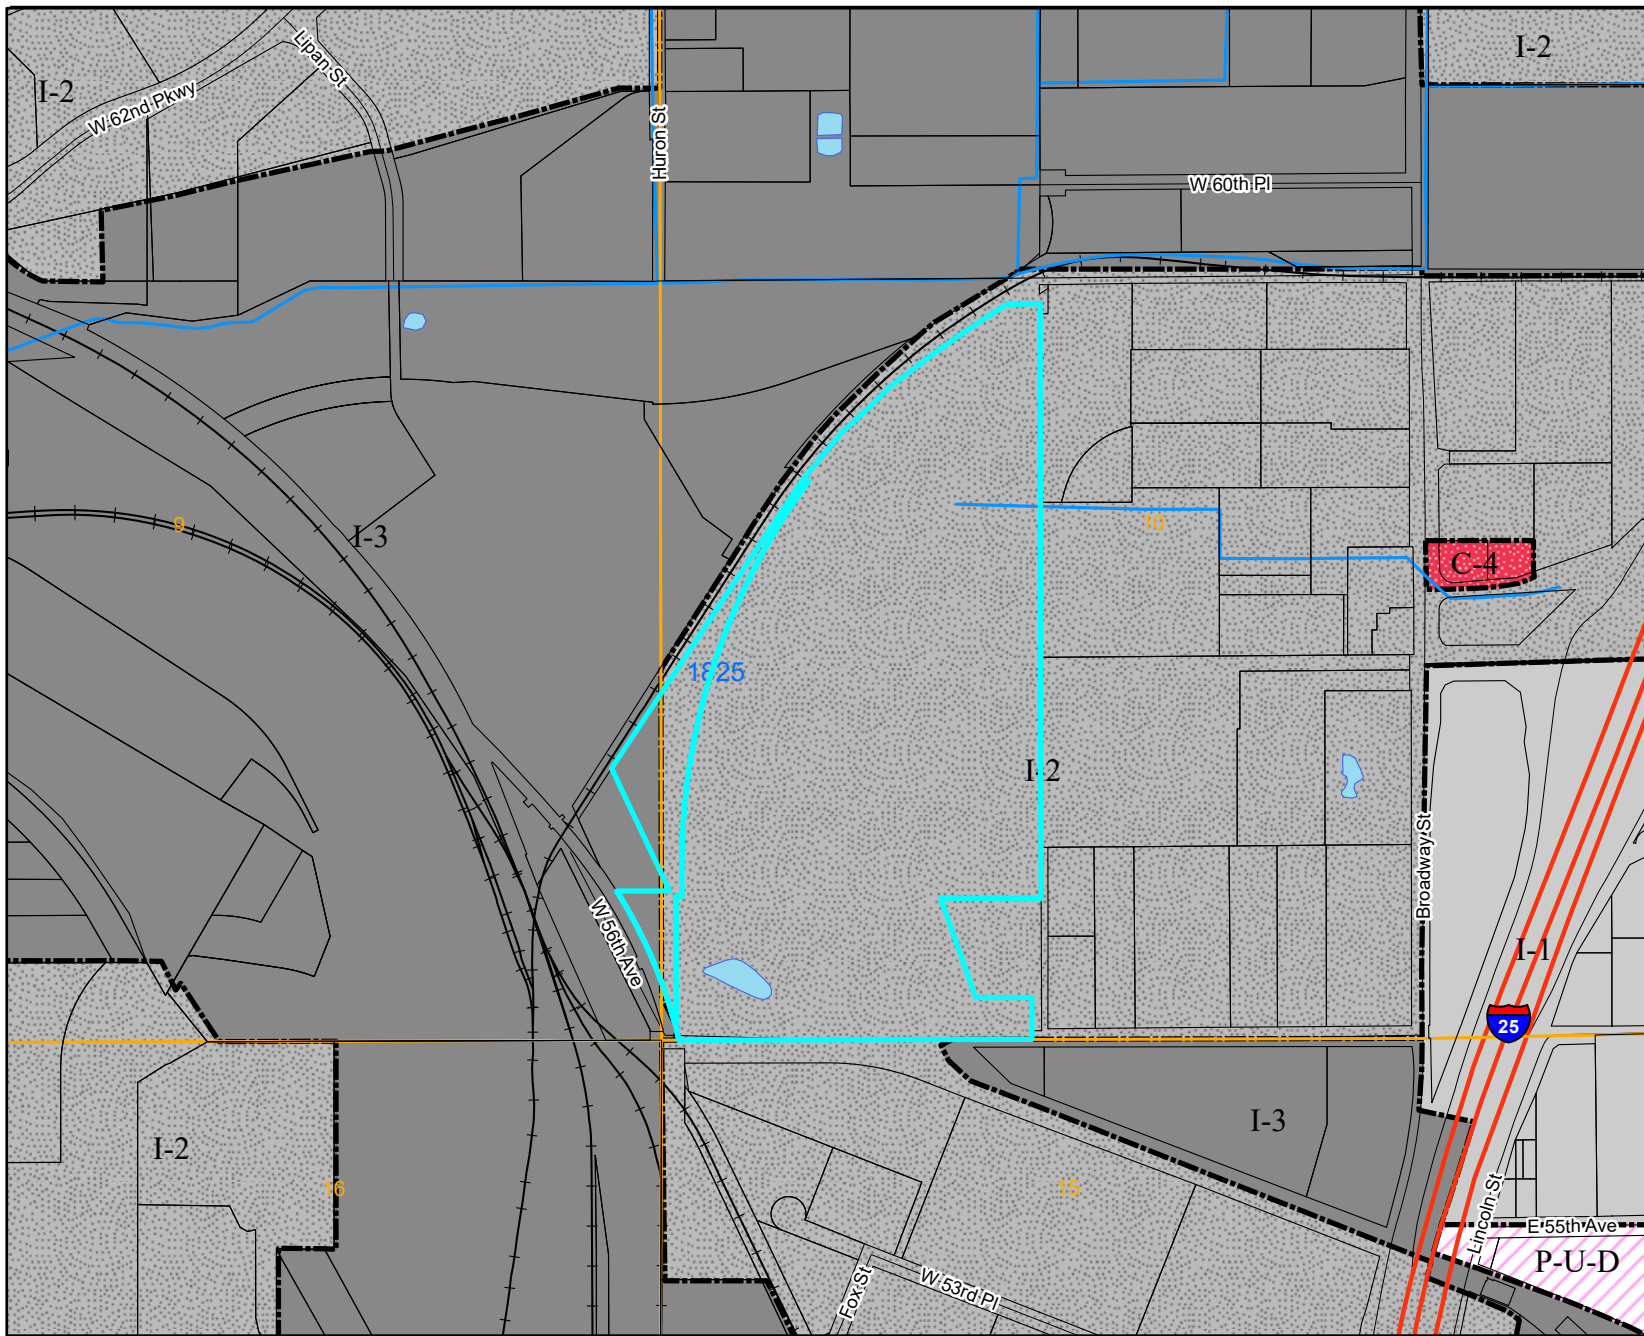 I-2
Lipan St
I-2
W 62nd Pkwy
Huron St
W 60th Pl
9
I-3
10
C-4
1825
I-2
Broadway St
W 56th Ave
I-1
25
I-3
I-2
16
15
Lincoln St
E 55th Ave
P-U-D
Fox St
W 53rd Pl